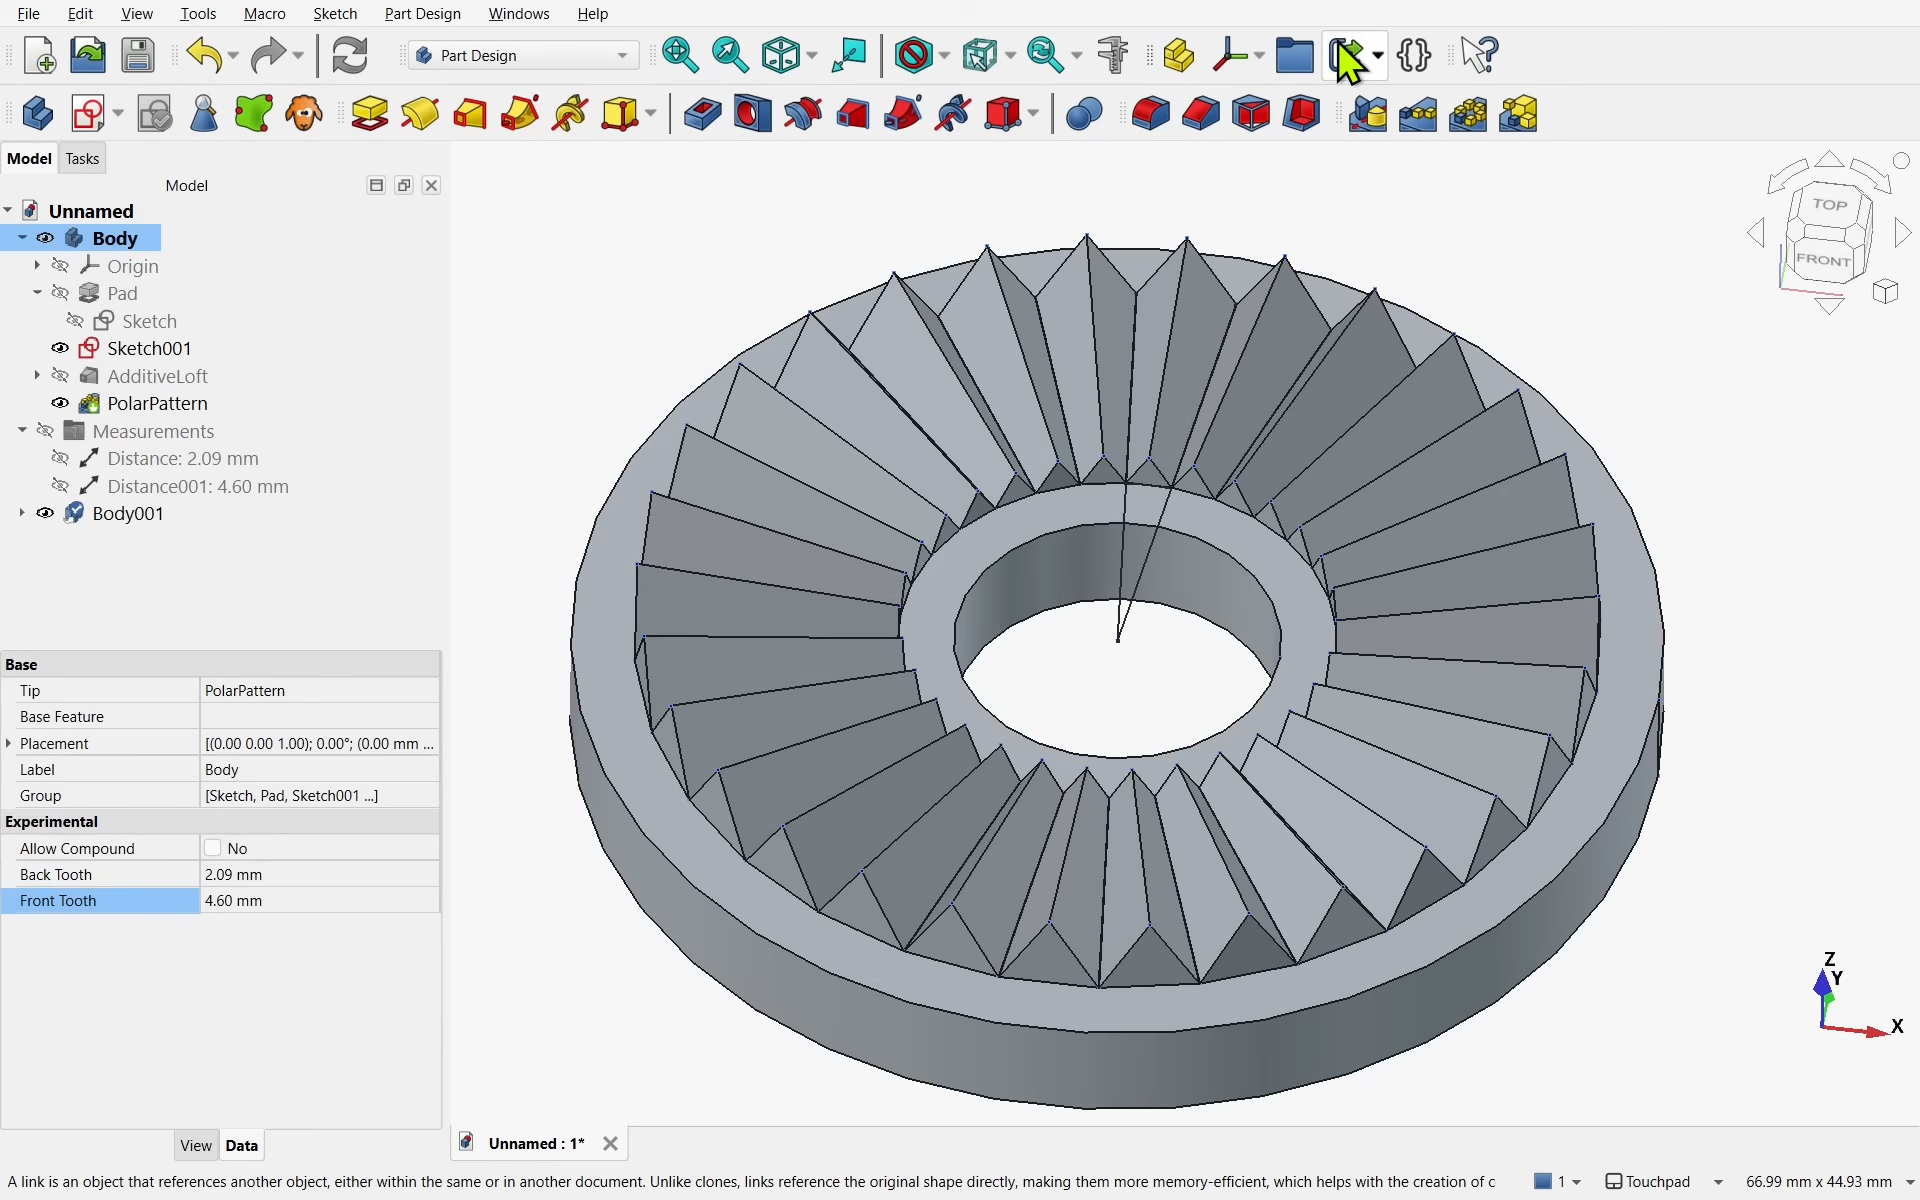 File Edit View Tools Macro Sketch Part Design Windows Help
Part Design
Model Tasks
Model
Unnamed
Body
Origin
Pad
Sketch
Sketch001
AdditiveLoft
PolarPattern
Measurements
Distance: 2.09 mm
Distance001: 4.60 mm
Body001
TOP
FRONT
Base
Tip PolarPattern
Base Feature
Placement [(0.00 0.00 1.00); 0.00°; (0.00 mm ...
Label Body
Group [Sketch, Pad, Sketch001 ...]
Experimental
Allow Compound No
Back Tooth 2.09 mm
Front Tooth 4.60 mm
Z
Y
X
View Data
Unnamed : 1*
A link is an object that references another object, either within the same or in another document. Unlike clones, links reference the original shape directly, making them more memory-efficient, which helps with the creation of c
1 Touchpad 66.99 mm x 44.93 mm